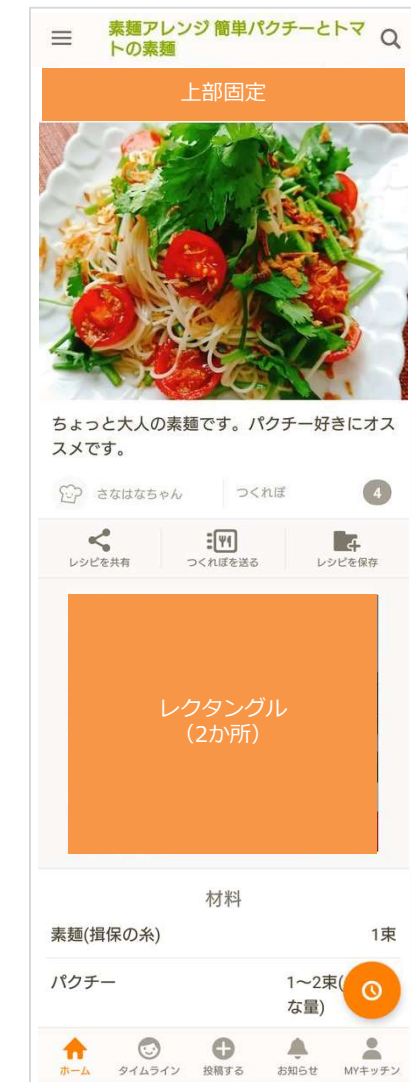 素麺アレンジ 簡単パクチーとトマ
トの素麺
上部固定
ちょっと大人の素麺です。パクチー好きにオス
スメです。
さなはなちゃん
つくれぽ
4
レシピを共有
つくれぽを送る
レシピを保存
レクタングル
（2か所）
材料
素麺(揖保の糸)
1束
パクチー
1〜2束(
な量)
ホーム
タイムライン
投稿する
お知らせ
MYキッチン